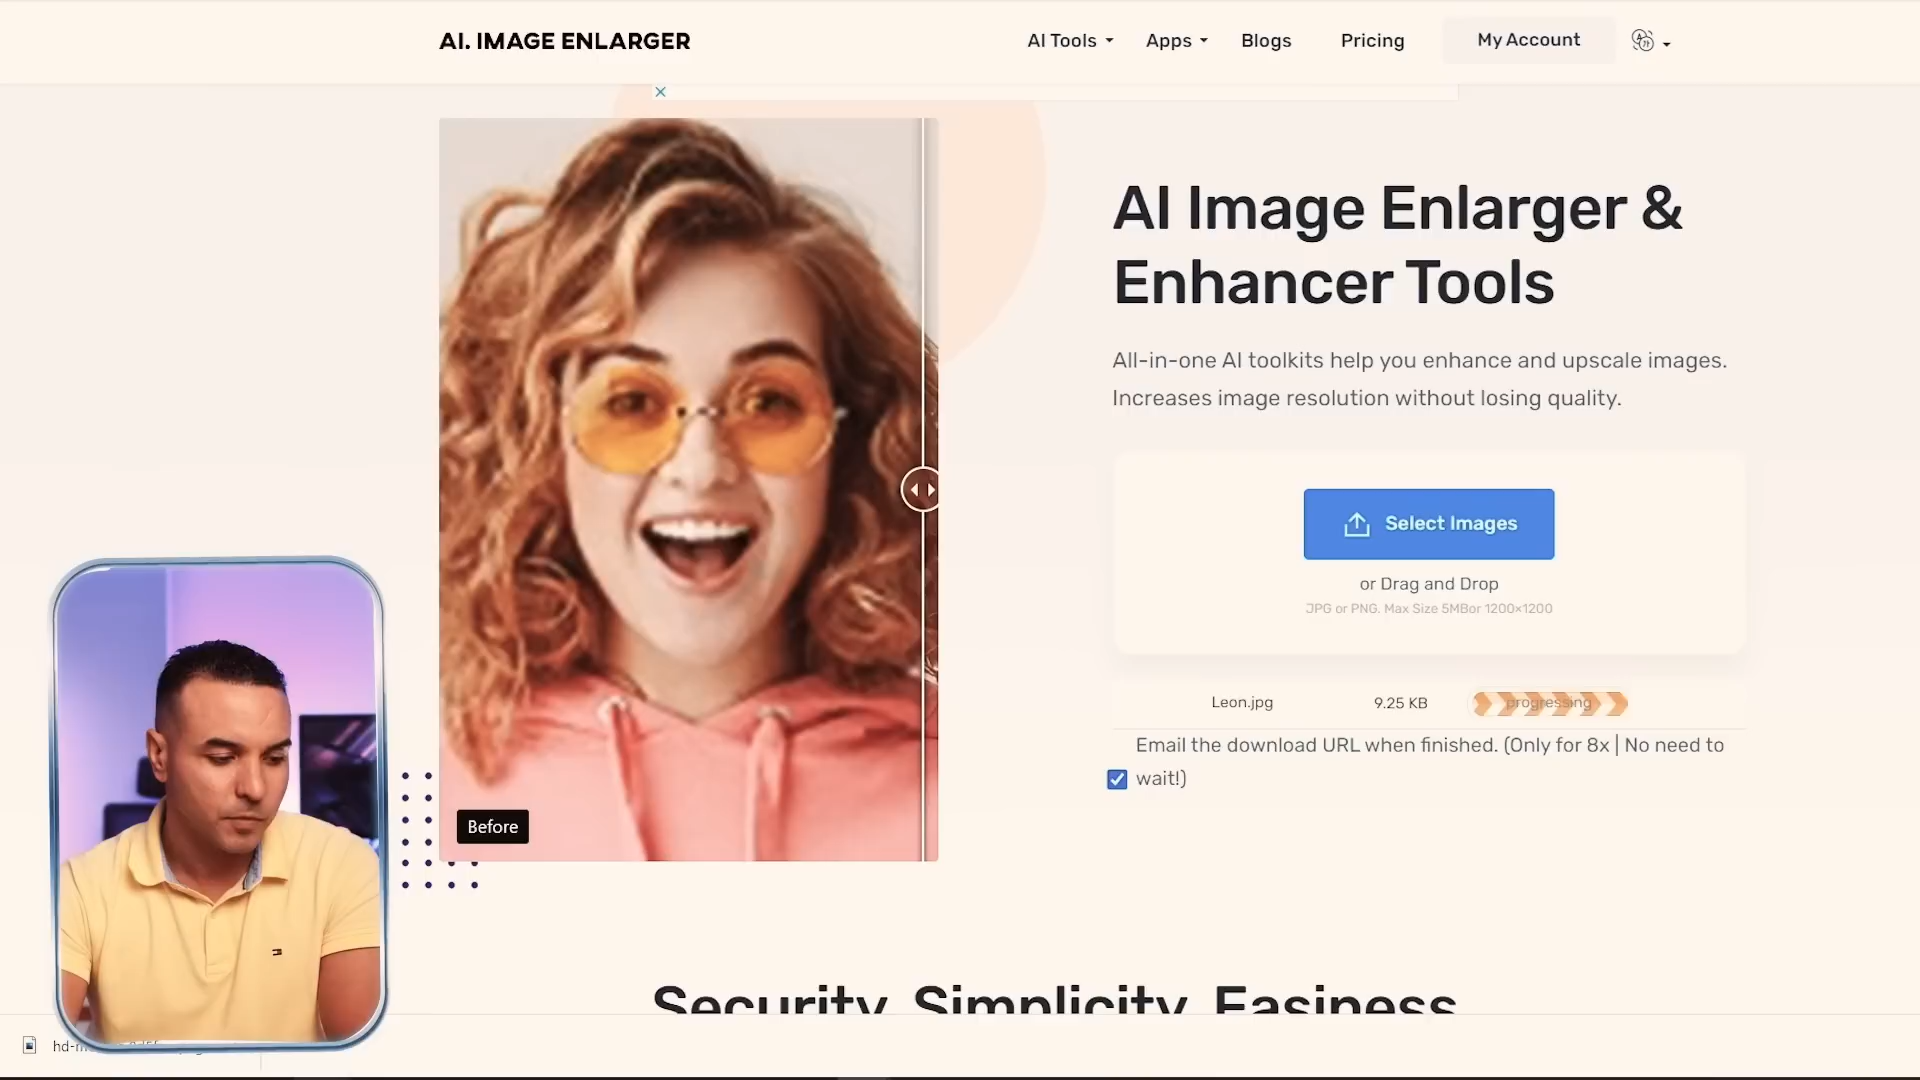 AI. IMAGE ENLARGER
AI Tools
Apps
Blogs
Pricing
My Account
AI Image Enlarger &
Enhancer Tools
All-in-one AI toolkits help you enhance and upscale images.
Increases image resolution without losing quality.
Select Images
or Drag and Drop
JPG or PNG. Max Size 5MBor 1200×1200
Leon.jpg 9.25 KB progressing
Email the download URL when finished. (Only for 8x | No need to
wait!)
Before
Security, Simplicity, Easiness